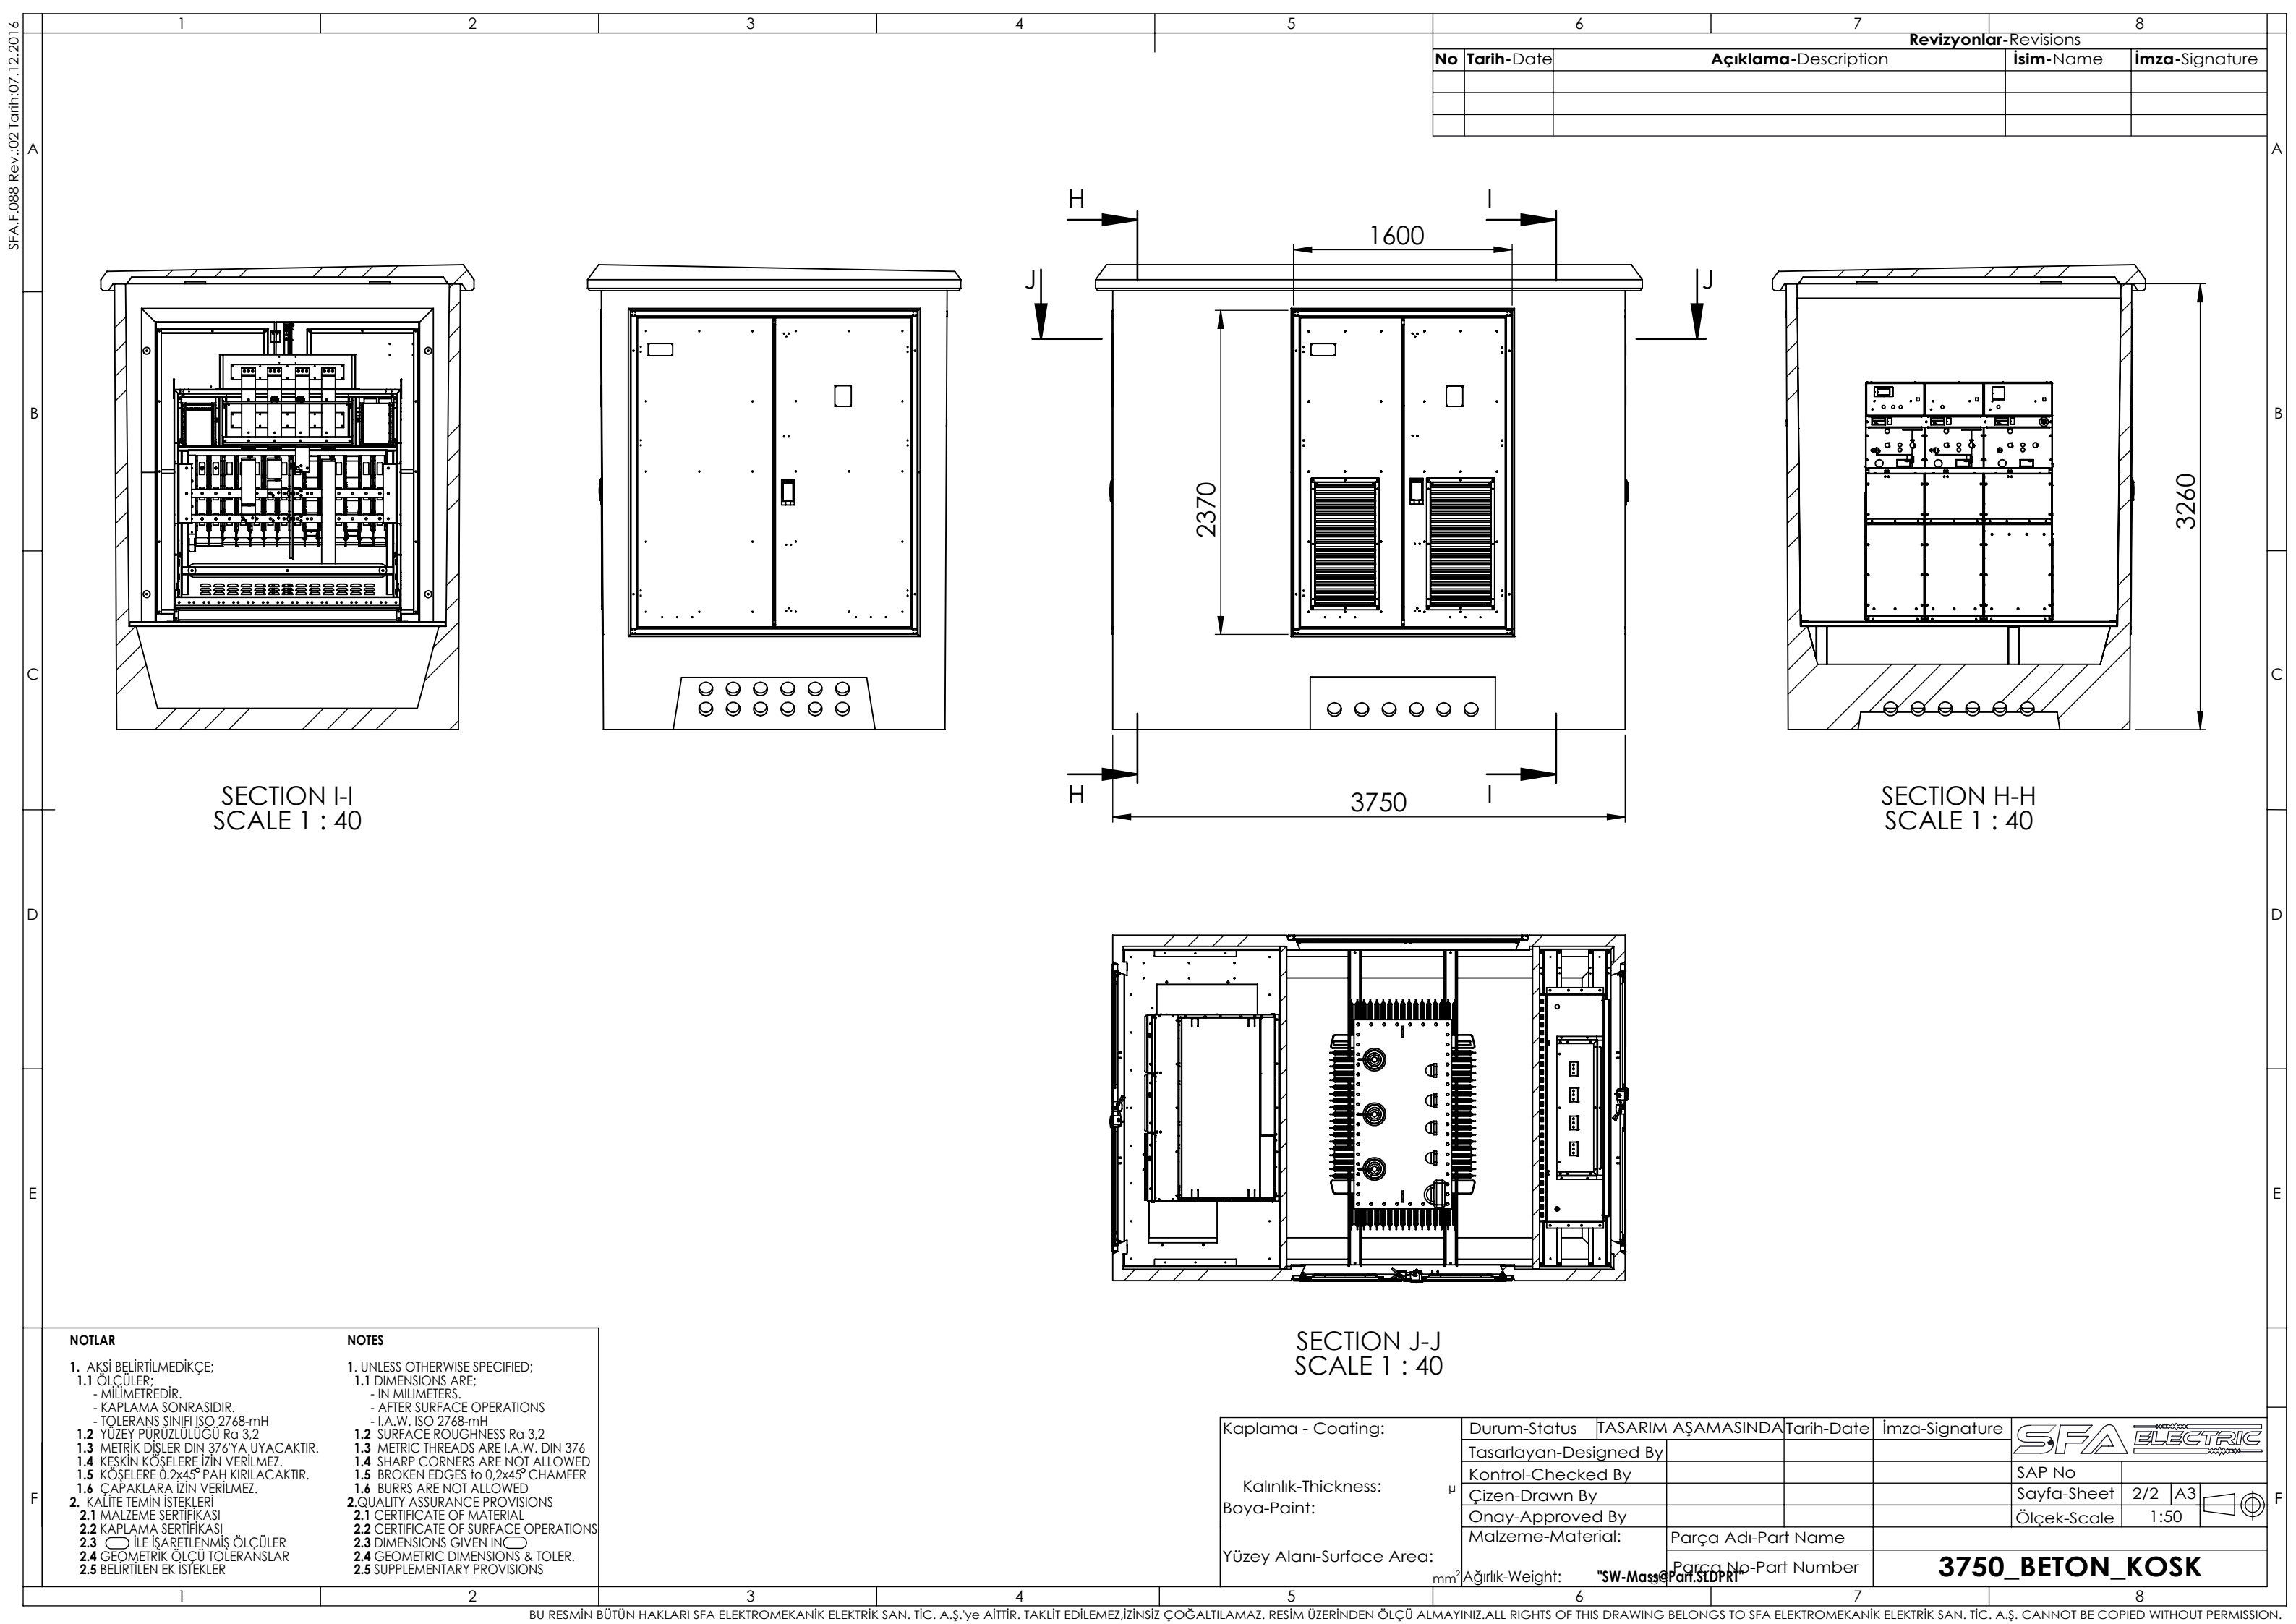 1 2 3 4 5 6 7 8
SFA.F.088 Rev.:02 Tarih:07.12.2016
Revizyonlar-Revisions
No Tarih-Date Açıklama-Description İsim-Name İmza-Signature
A A
H I
1600
J J
B B
2370
3260
C C
H I
3750
SECTION I-I
SCALE 1 : 40
SECTION H-H
SCALE 1 : 40
D D
E E
SECTION J-J
SCALE 1 : 40
NOTLAR
1. AKSİ BELİRTİLMEDİKÇE;
1.1 ÖLÇÜLER;
- MİLİMETREDİR.
- KAPLAMA SONRASIDIR.
- TOLERANS SINIFI ISO 2768-mH
1.2 YÜZEY PÜRÜZLÜLÜĞÜ Ra 3,2
1.3 METRİK DİŞLER DIN 376'YA UYACAKTIR.
1.4 KESKİN KÖŞELERE İZİN VERİLMEZ.
1.5 KÖŞELERE 0.2x45° PAH KIRILACAKTIR.
1.6 ÇAPAKLARA İZİN VERİLMEZ.
2. KALİTE TEMİN İSTEKLERİ
2.1 MALZEME SERTİFİKASI
2.2 KAPLAMA SERTİFİKASI
2.3 İLE İŞARETLENMİŞ ÖLÇÜLER
2.4 GEOMETRİK ÖLÇÜ TOLERANSLAR
2.5 BELİRTİLEN EK İSTEKLER
NOTES
1. UNLESS OTHERWISE SPECIFIED;
1.1 DIMENSIONS ARE;
- IN MILIMETERS.
- AFTER SURFACE OPERATIONS
- I.A.W. ISO 2768-mH
1.2 SURFACE ROUGHNESS Ra 3,2
1.3 METRIC THREADS ARE I.A.W. DIN 376
1.4 SHARP CORNERS ARE NOT ALLOWED
1.5 BROKEN EDGES to 0,2x45° CHAMFER
1.6 BURRS ARE NOT ALLOWED
2.QUALITY ASSURANCE PROVISIONS
2.1 CERTIFICATE OF MATERIAL
2.2 CERTIFICATE OF SURFACE OPERATIONS
2.3 DIMENSIONS GIVEN IN
2.4 GEOMETRIC DIMENSIONS & TOLER.
2.5 SUPPLEMENTARY PROVISIONS
Kaplama - Coating:
Kalınlık-Thickness: µ
Boya-Paint:
Yüzey Alanı-Surface Area: mm²
Durum-Status TASARIM AŞAMASINDA Tarih-Date İmza-Signature
Tasarlayan-Designed By
Kontrol-Checked By
Çizen-Drawn By
Onay-Approved By
Malzeme-Material:
Ağırlık-Weight: "SW-Mass@Part.SLDPRT"
Parça Adı-Part Name
Parça No-Part Number
SFA ELECTRIC
SAP No
Sayfa-Sheet 2/2 A3
Ölçek-Scale 1:50
3750_BETON_KOSK
F F
1 2 3 4 5 6 7 8
BU RESMİN BÜTÜN HAKLARI SFA ELEKTROMEKANİK ELEKTRİK SAN. TİC. A.Ş.'ye AİTTİR. TAKLİT EDİLEMEZ,İZİNSİZ ÇOĞALTILAMAZ. RESİM ÜZERİNDEN ÖLÇÜ ALMAYINIZ.ALL RIGHTS OF THIS DRAWING BELONGS TO SFA ELEKTROMEKANİK ELEKTRİK SAN. TİC. A.Ş. CANNOT BE COPIED WITHOUT PERMISSION